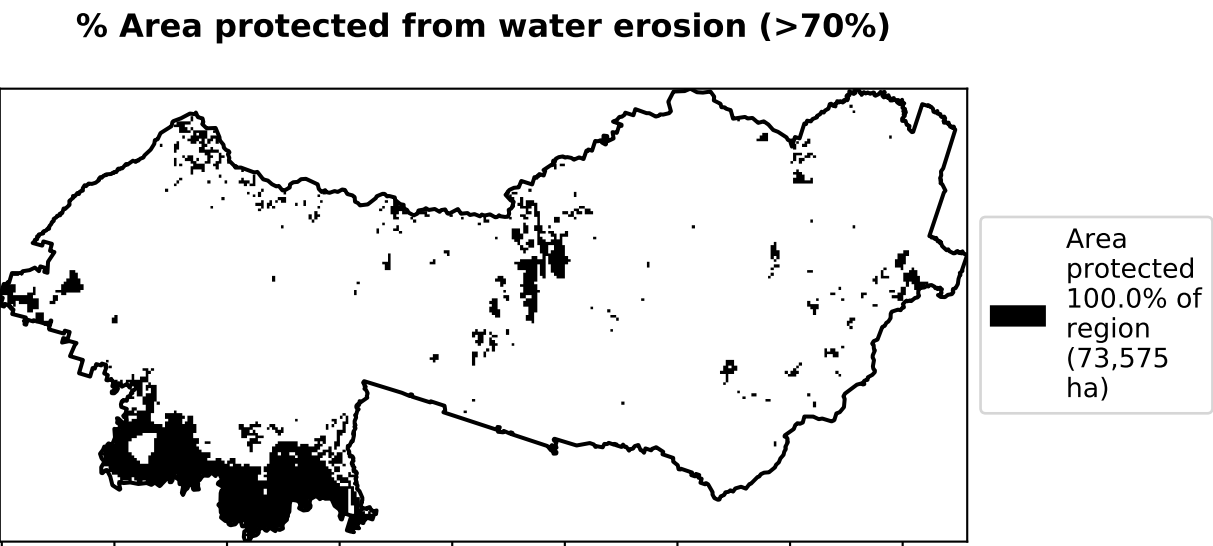 % Area protected from water erosion (>70%)
Area
protected
100.0% of
region
(73,575
ha)